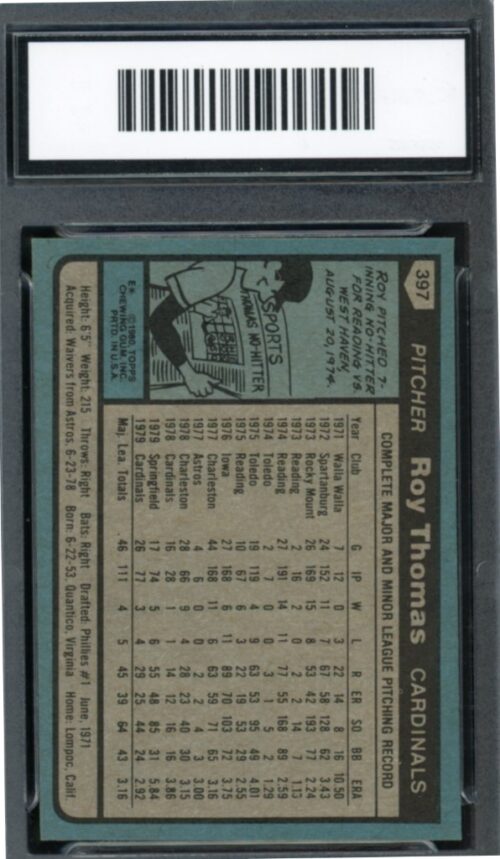 397 PITCHER Roy Thomas CARDINALS
COMPLETE MAJOR AND MINOR LEAGUE PITCHING RECORD
ROY PITCHED 7-
INNING NO-HITTER
FOR READING VS.
WEST HAVEN,
AUGUST 20, 1974.
SPORTS
THOMAS NO-HITTER
E* © 1980, TOPPS
CHEWING GUM, INC.
PRTD. IN U.S.A.
Year Club G IP W L R ER SO BB ERA
1971 Walla Walla 7 12 0 3 22 14 8 16 10.50
1972 Spartanburg 24 152 11 7 67 58 128 62 3.43
1973 Rocky Mount 26 169 15 8 53 42 193 77 2.24
1973 Reading 2 16 2 0 2 7 1.13
1974 Reading 27 191 14 11 77 55 168 89 2.59
1974 Toledo 2 7 0 0 3 1 5 2 1.29
1975 Toledo 19 119 4 9 63 53 95 49 4.01
1975 Reading 10 67 6 3 22 19 53 29 2.55
1976 Iowa 27 168 6 11 89 70 103 72 3.75
1977 Charleston 44 168 11 6 63 59 71 65 3.16
1977 Astros 4 6 0 0 2 2 4 3 3.00
1978 Charleston 28 66 9 4 28 23 40 30 3.15
1978 Cardinals 16 28 1 1 14 12 16 16 3.86
1979 Springfield 17 74 5 6 55 48 85 31 5.84
1979 Cardinals 26 77 3 4 29 25 44 24 2.92
Maj. Lea. Totals 46 111 4 5 45 39 64 43 3.16
Height: 6'5" Weight: 215 Throws: Right Bats: Right Drafted: Phillies #1 June, 1971
Acquired: Waivers from Astros, 6-23-78 Born: 6-22-53, Quantico, Virginia Home: Lompoc, Calif.